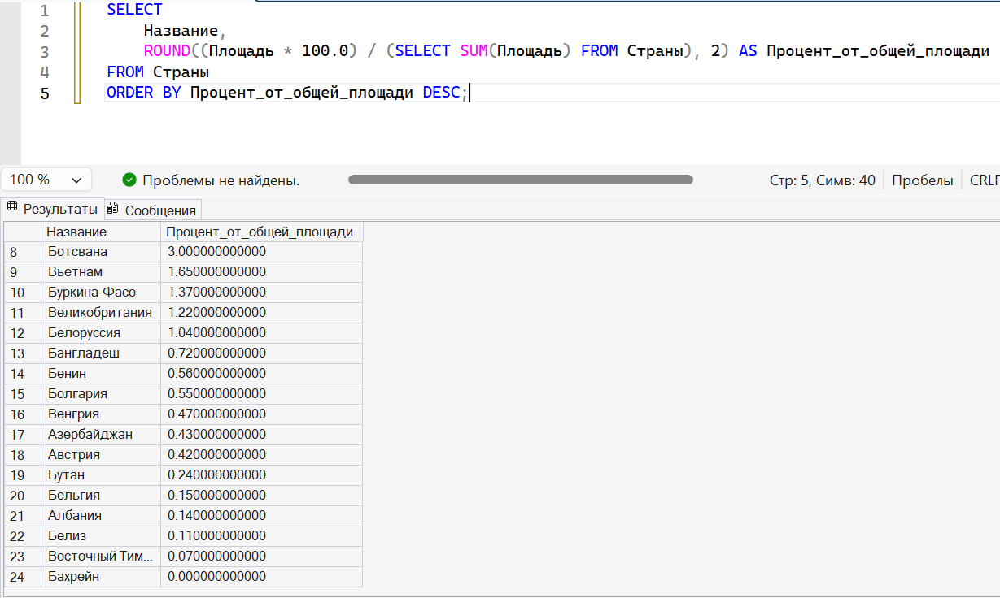 1 SELECT
2 Название,
3 ROUND((Площадь * 100.0) / (SELECT SUM(Площадь) FROM Страны), 2) AS Процент_от_общей_площади
4 FROM Страны
5 ORDER BY Процент_от_общей_площади DESC;
100 % Проблемы не найдены. Стр: 5, Симв: 40 Пробелы CRLF
Результаты Сообщения
Название Процент_от_общей_площади
8 Ботсвана 3.000000000000
9 Вьетнам 1.650000000000
10 Буркина-Фасо 1.370000000000
11 Великобритания 1.220000000000
12 Белоруссия 1.040000000000
13 Бангладеш 0.720000000000
14 Бенин 0.560000000000
15 Болгария 0.550000000000
16 Венгрия 0.470000000000
17 Азербайджан 0.430000000000
18 Австрия 0.420000000000
19 Бутан 0.240000000000
20 Бельгия 0.150000000000
21 Албания 0.140000000000
22 Белиз 0.110000000000
23 Восточный Тим... 0.070000000000
24 Бахрейн 0.000000000000